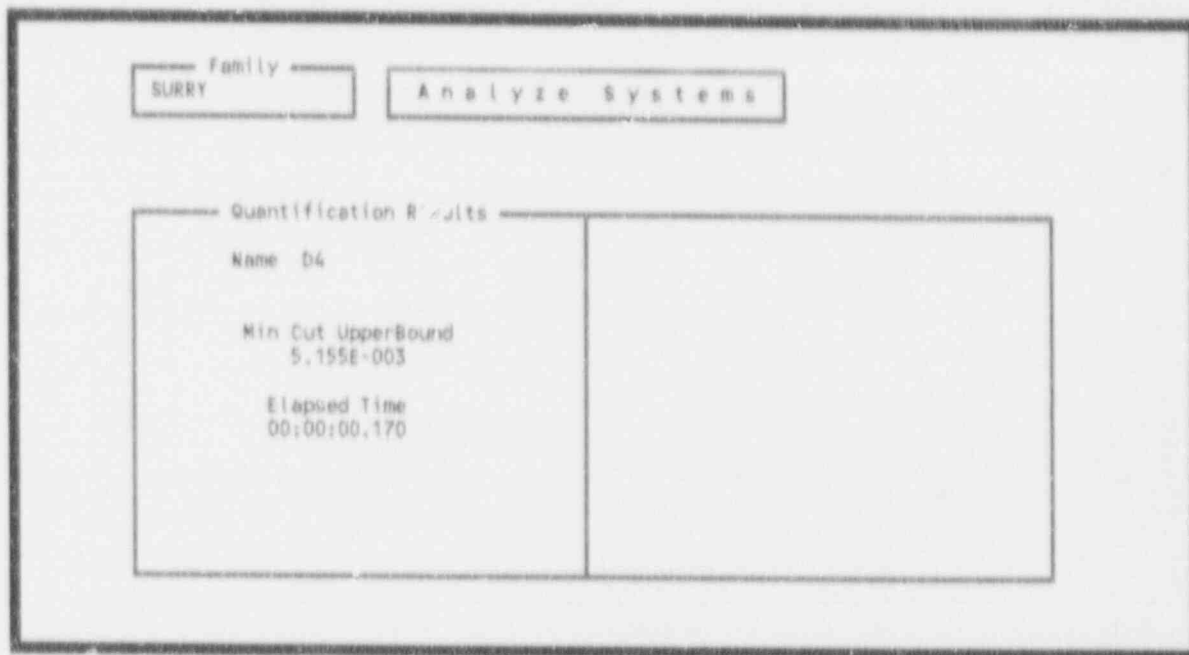 Family
SURRY
Analyze Systems
Quantification
Name D4
Min Cut UpperBound
5.155E-003
Elapsed Time
00:00:00.170